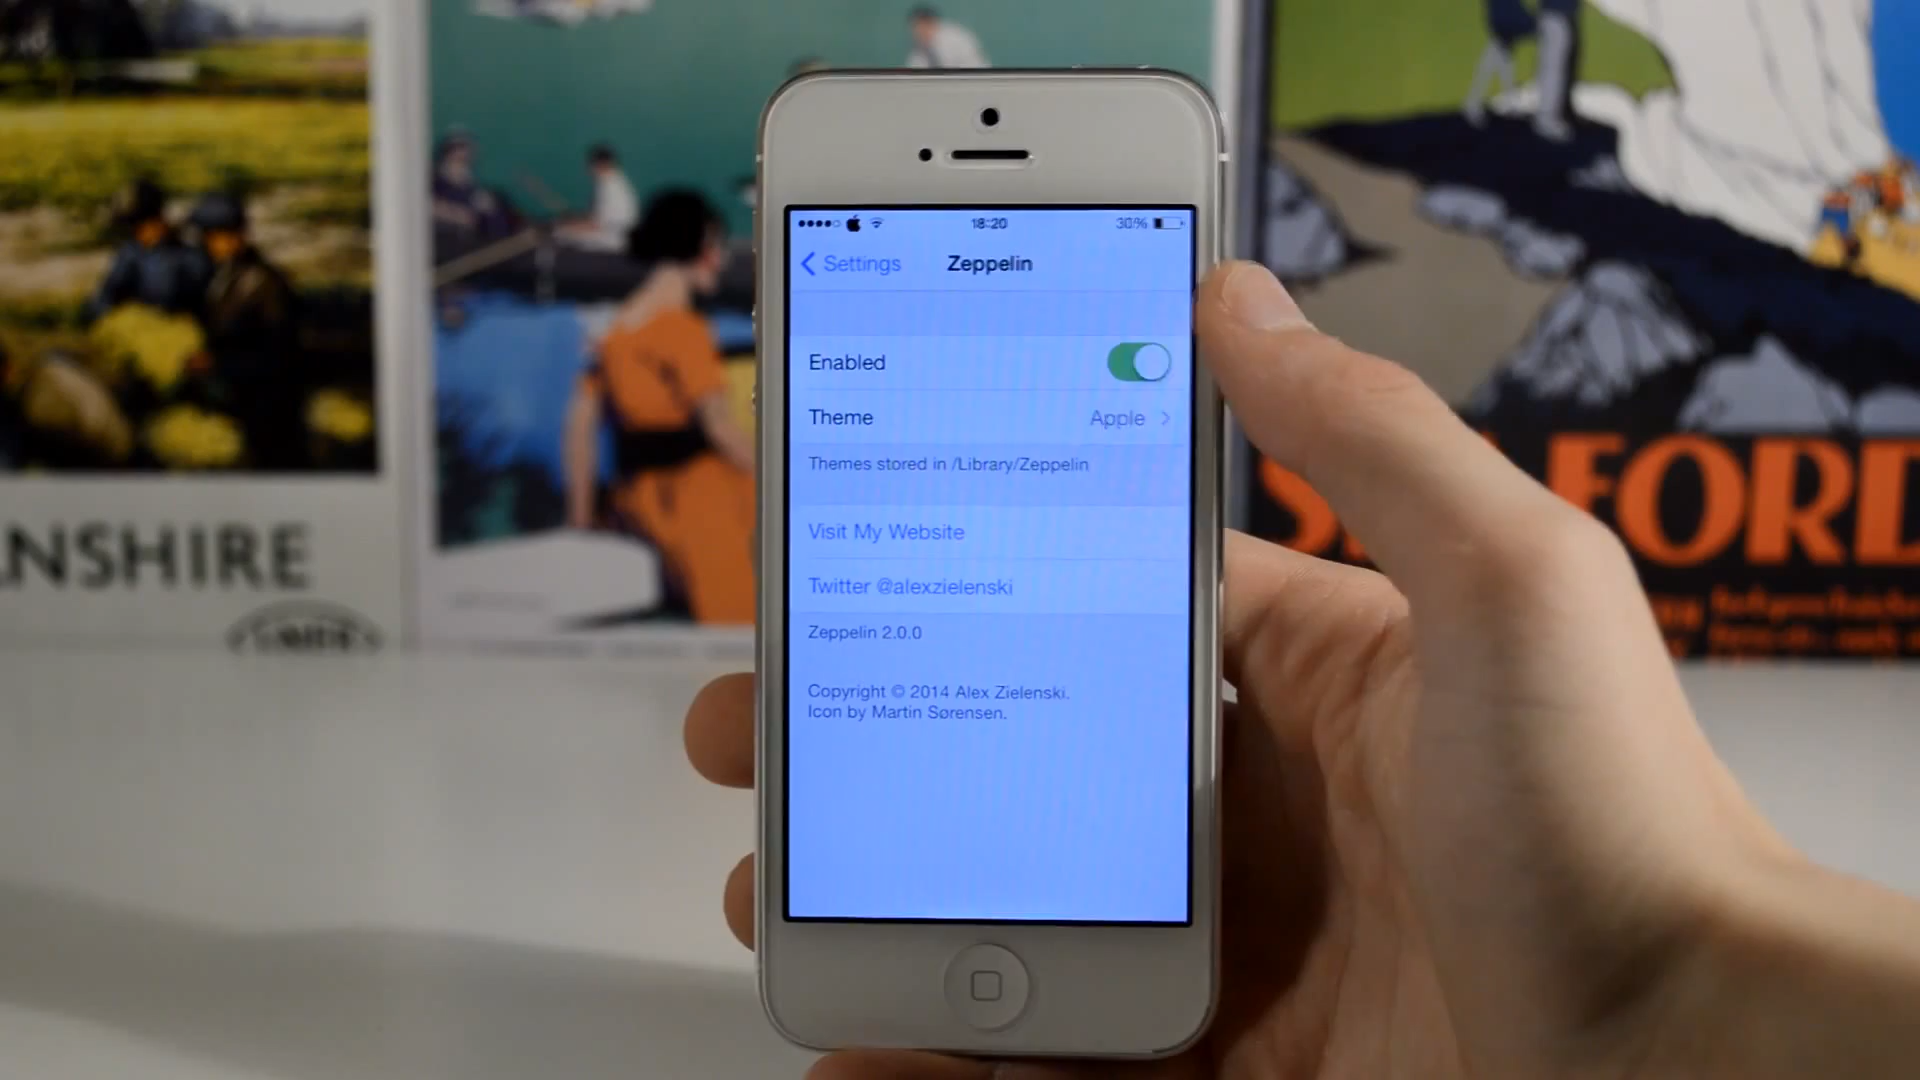 18:20
30%
Settings
Zeppelin
Enabled
Theme
Apple
Themes stored in /Library/Zeppelin
Visit My Website
Twitter @alexzielenski
Zeppelin 2.0.0
Copyright © 2014 Alex Zielenski.
Icon by Martin Sørensen.
NSHIRE
LNER
FORD